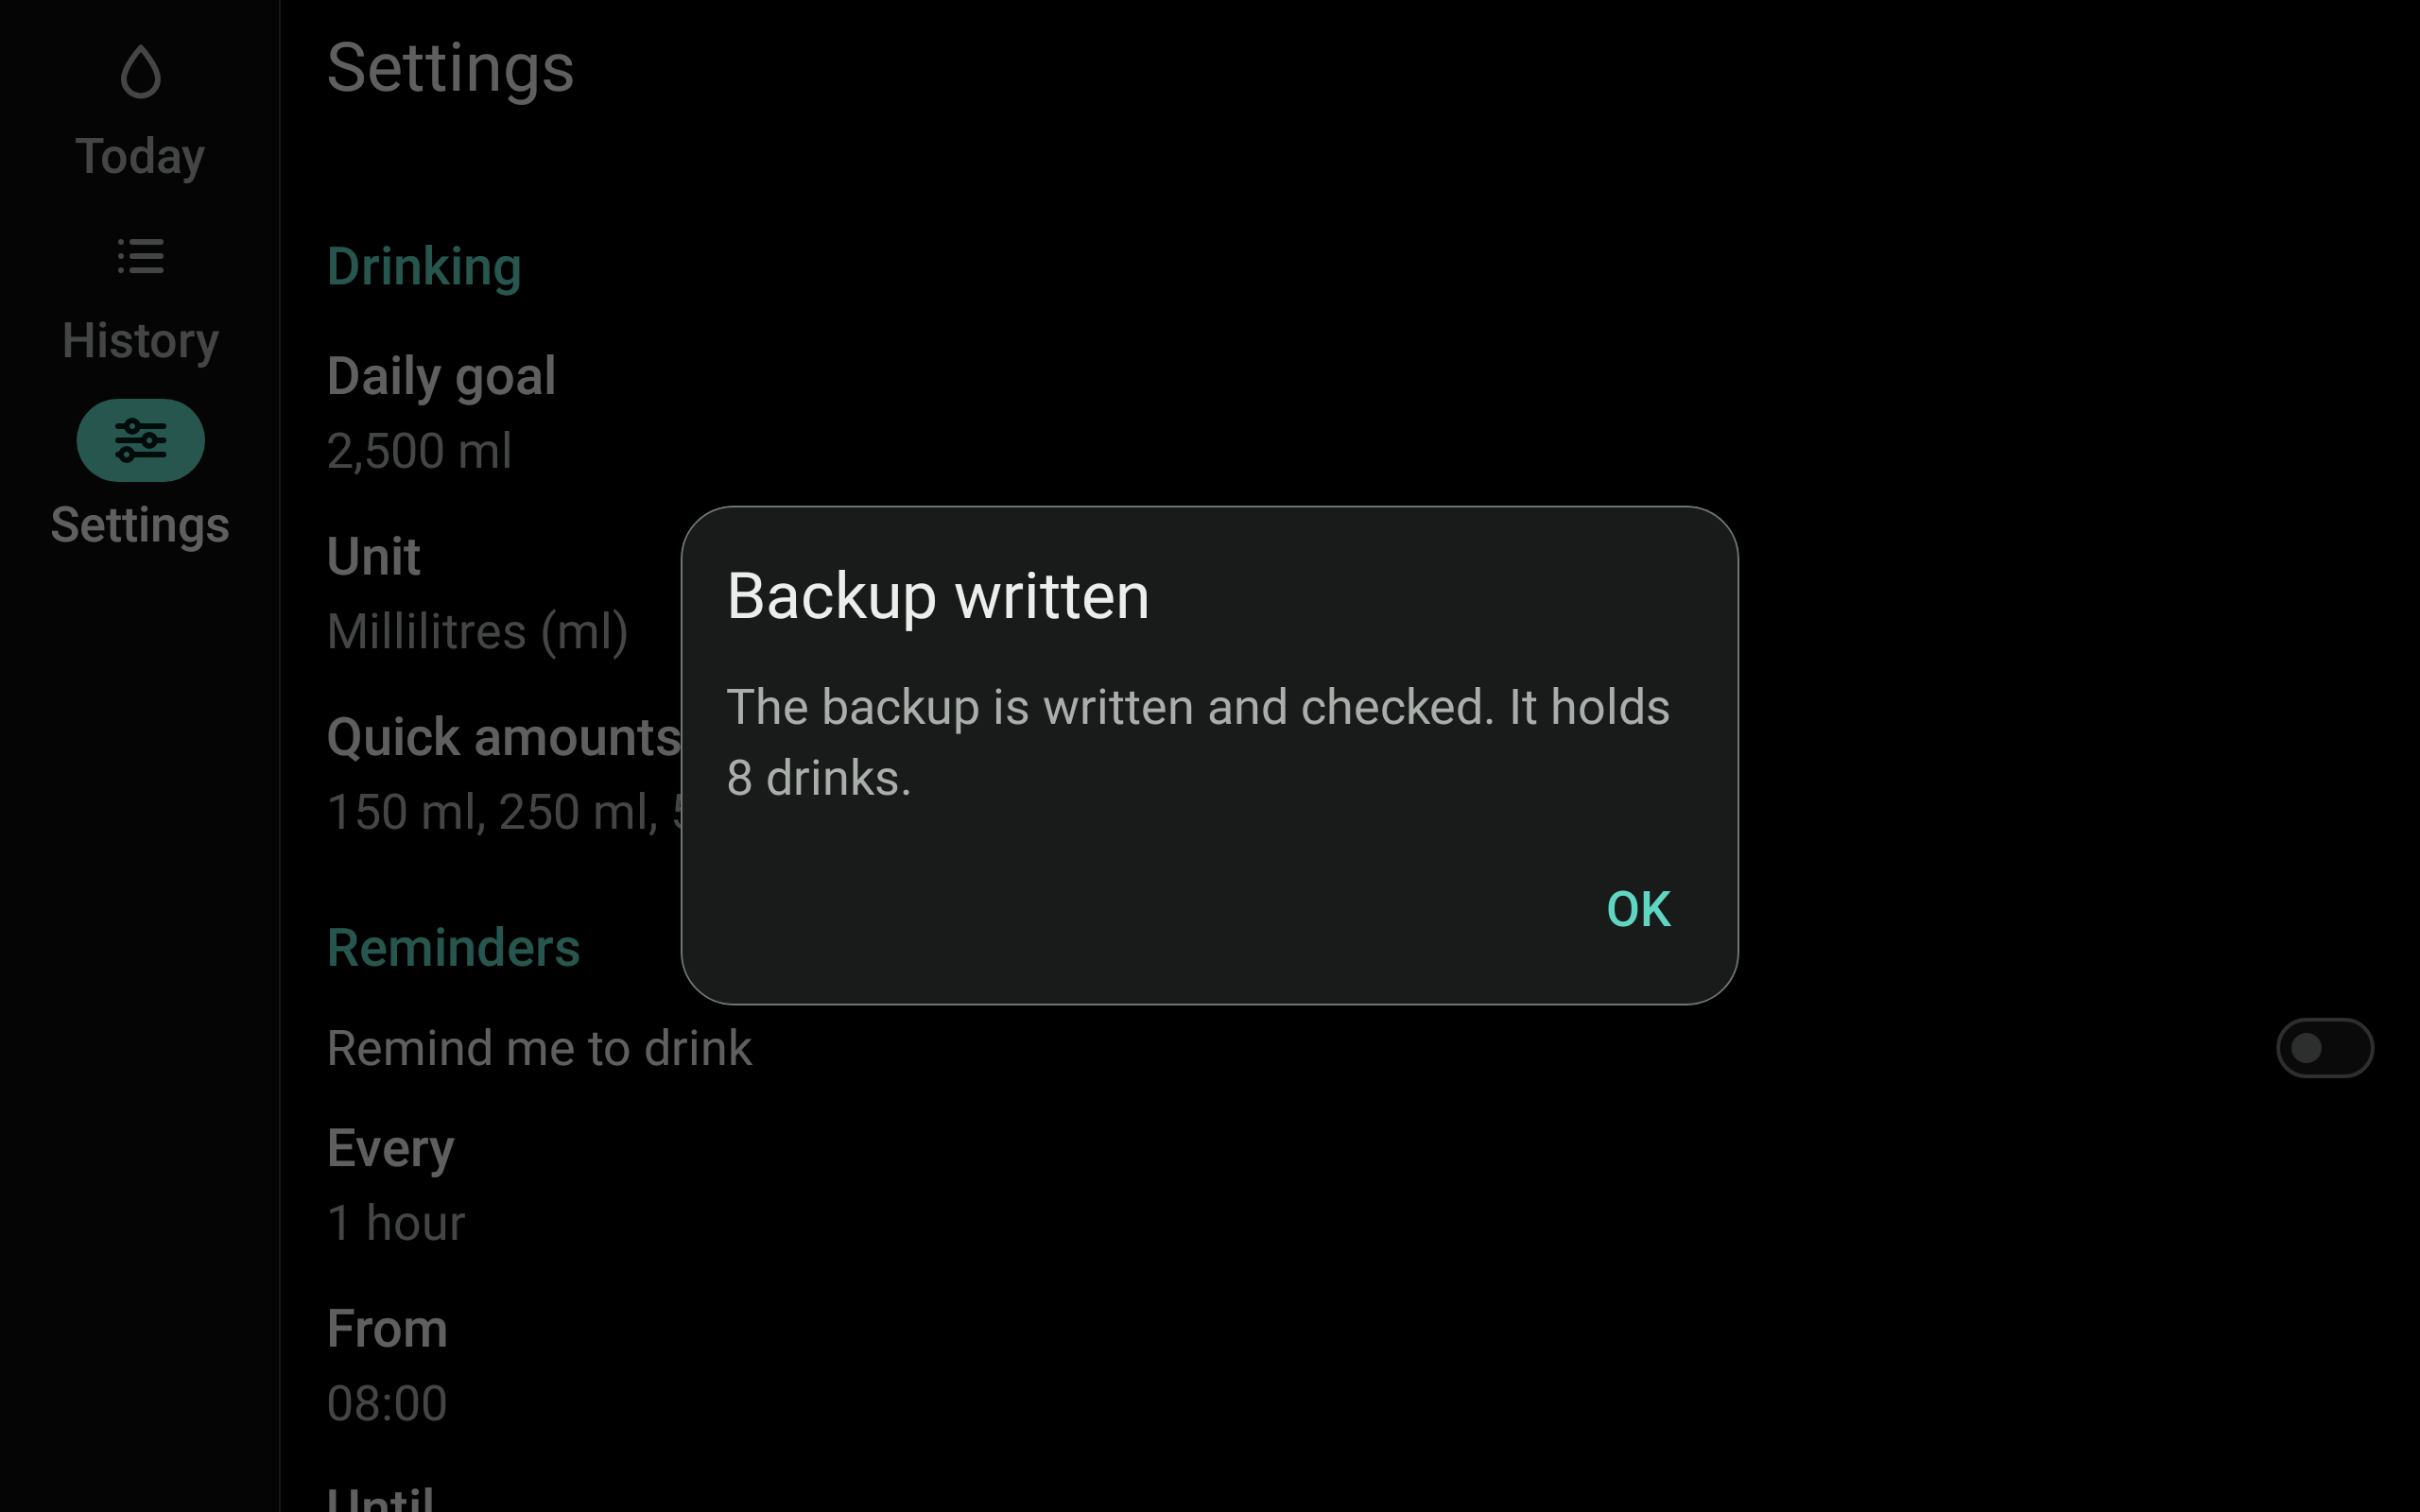 Today
History
Settings
Settings
Drinking
Daily goal
2,500 ml
Unit
Millilitres (ml)
Quick amounts
150 ml, 250 ml,
Reminders
Remind me to drink
Every
1 hour
From
08:00
Until
Backup written
The backup is written and checked. It holds
8 drinks.
OK